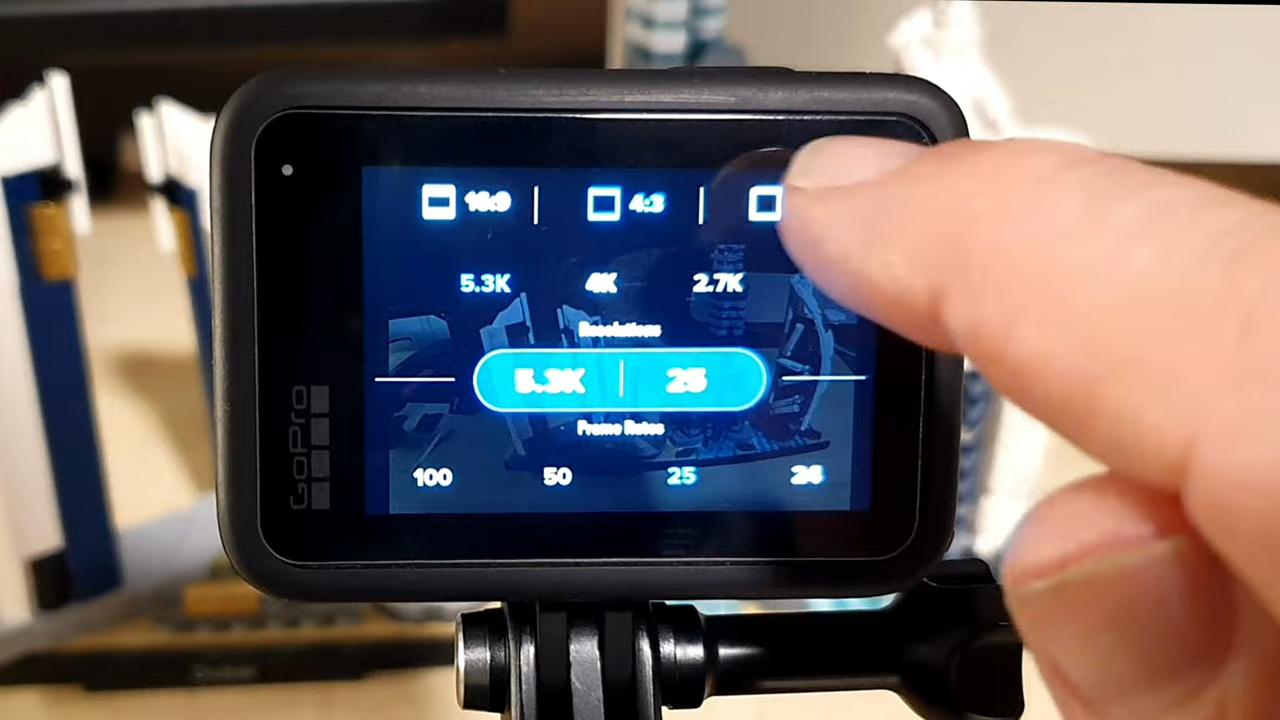 16:9 | 4:3 |
5.3K 4K 2.7K
Resolutions
5.3K | 25
Frame Rates
100 50 25 24
GoPro